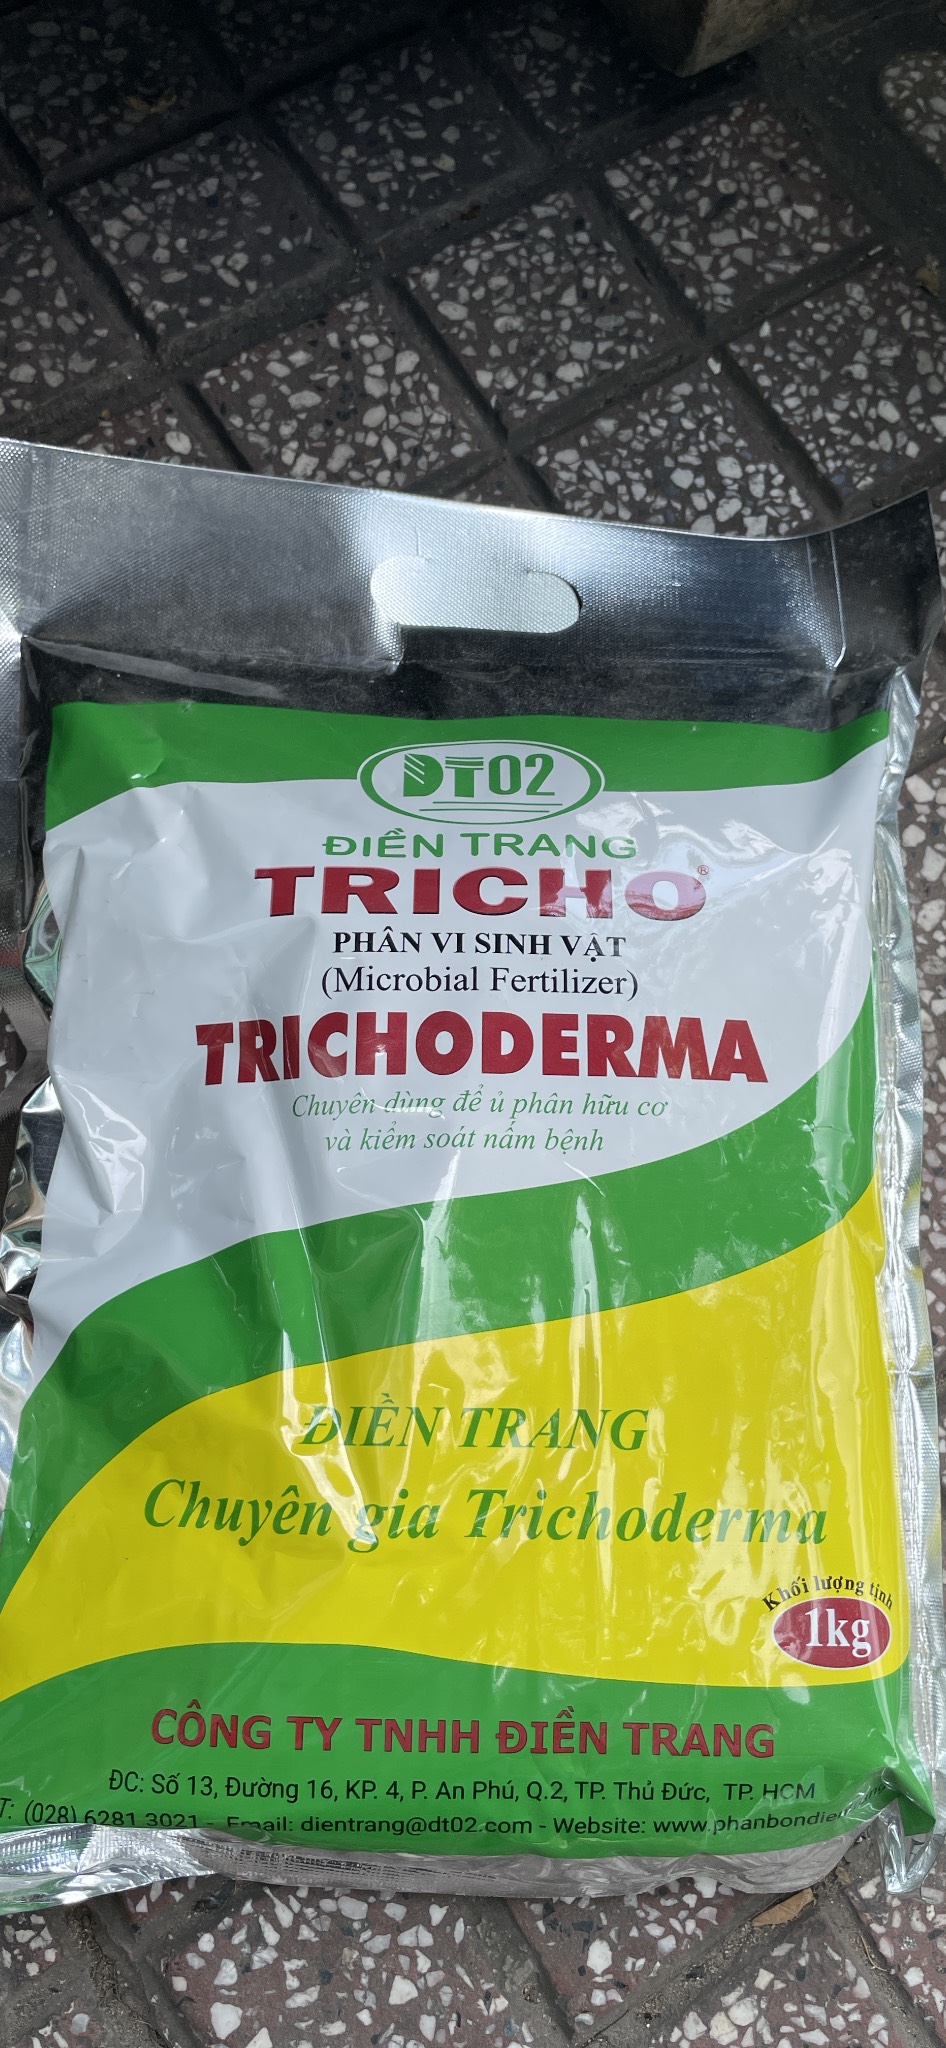 DT02
ĐIỀN TRANG
TRICHO®
PHÂN VI SINH VẬT
(Microbial Fertilizer)
TRICHODERMA
Chuyên dùng để ủ phân hữu cơ
và kiểm soát nấm bệnh
ĐIỀN TRANG
Chuyên gia Trichoderma
Khối lượng tịnh
1kg
CÔNG TY TNHH ĐIỀN TRANG
ĐC: Số 13, Đường 16, KP. 4, P. An Phú, Q.2, TP. Thủ Đức, TP. HCM
T: (028) 6281 3021 - Email: dientrang@dt02.com - Website: